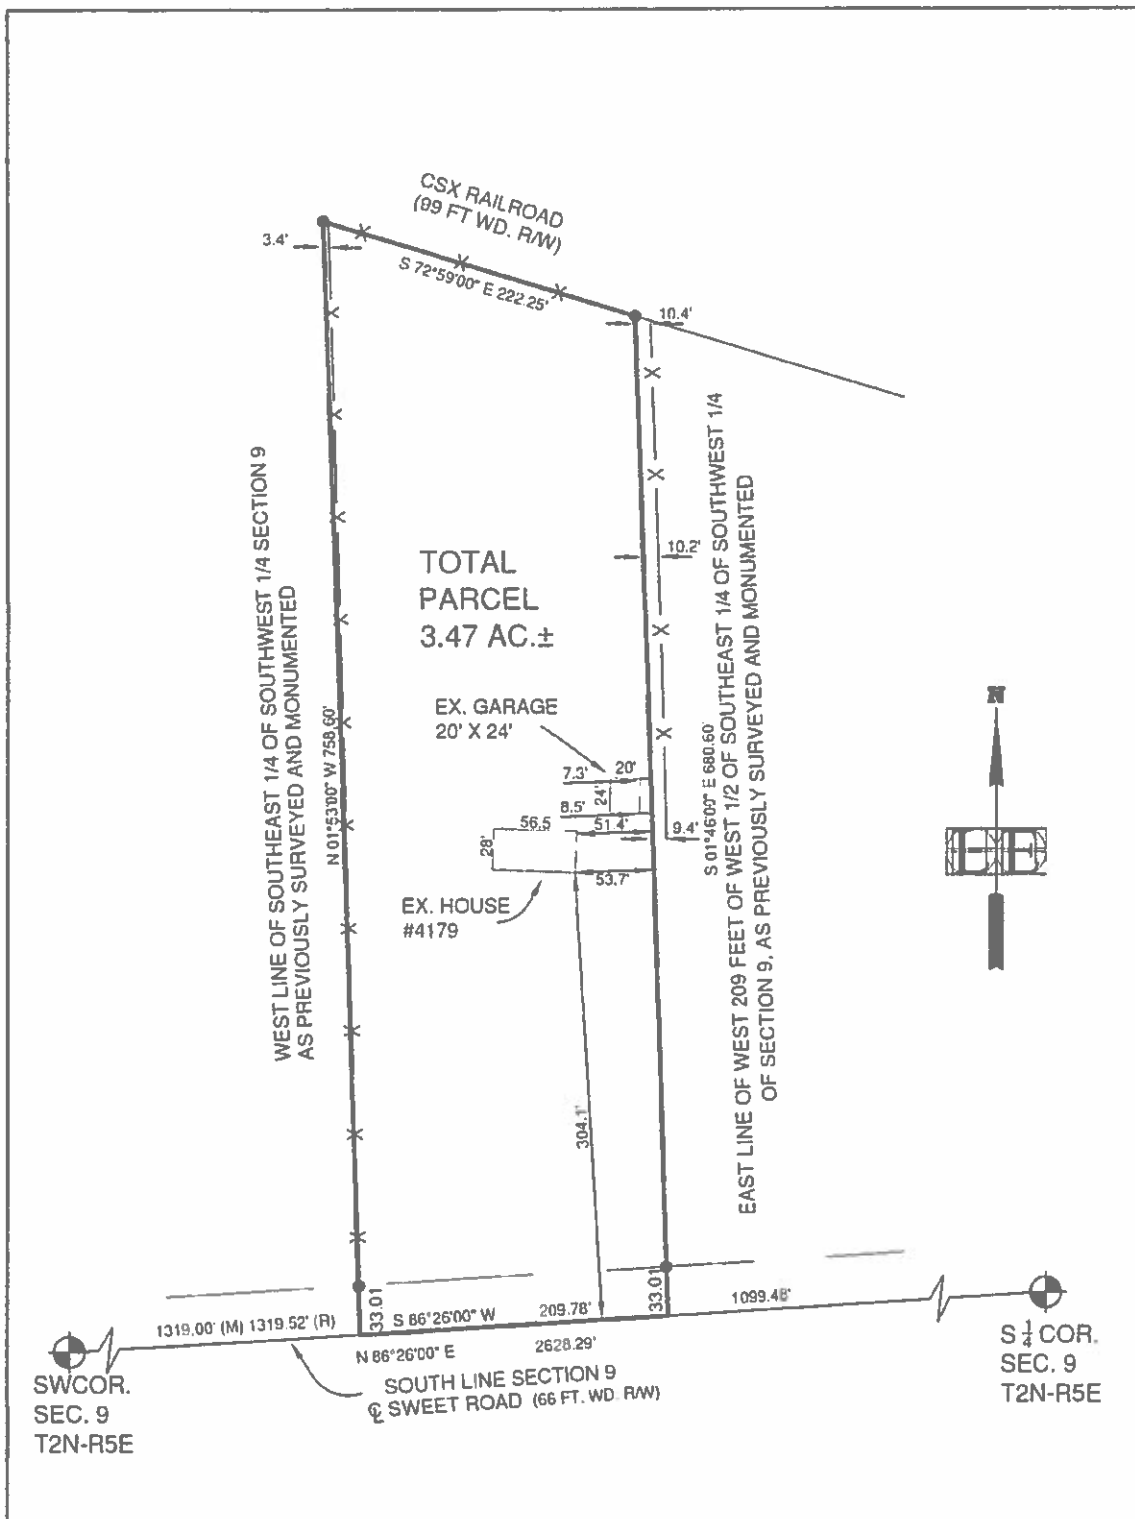 CSX RAILROAD
(99 FT WD. R/W)
3.4'
S 72°59'00" E 222.25'
10.4'
WEST LINE OF SOUTHEAST 1/4 OF SOUTHWEST 1/4 SECTION 9
AS PREVIOUSLY SURVEYED AND MONUMENTED
N 01°53'00" W 758.60'
TOTAL
PARCEL
3.47 AC.±
10.2'
S 01°46'00" E 680.60'
EAST LINE OF WEST 209 FEET OF WEST 1/2 OF SOUTHEAST 1/4 OF SOUTHWEST 1/4
OF SECTION 9, AS PREVIOUSLY SURVEYED AND MONUMENTED
EX. GARAGE
20' X 24'
N
7.3'
20'
24'
8.5'
56.5
51.4'
9.4'
28'
53.7'
EX. HOUSE
#4179
304.1'
33.01
33.01
1319.00' (M) 1319.52' (R)
S 86°26'00" W
209.78'
1099.48'
N 86°26'00" E
2628.29'
SOUTH LINE SECTION 9
℄ SWEET ROAD (66 FT. WD. R/W)
SWCOR.
SEC. 9
T2N-R5E
S 1/4 COR.
SEC. 9
T2N-R5E